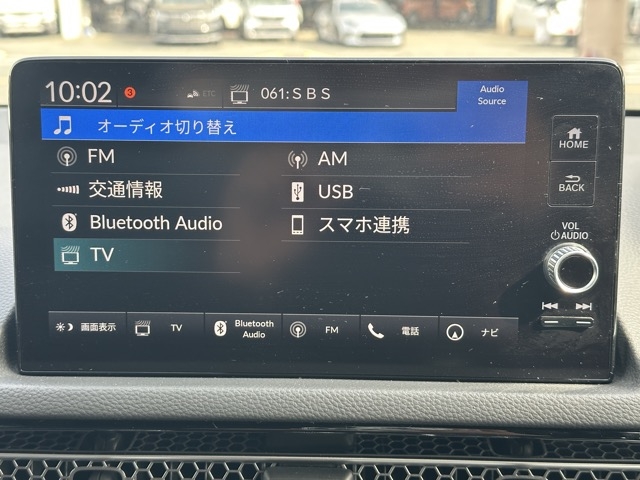 10:02
3
ETC
061:SBS
Audio
Source
オーディオ切り替え
FM
AM
交通情報
USB
Bluetooth Audio
スマホ連携
TV
HOME
BACK
VOL
AUDIO
画面表示
TV
Bluetooth
Audio
FM
電話
ナビ